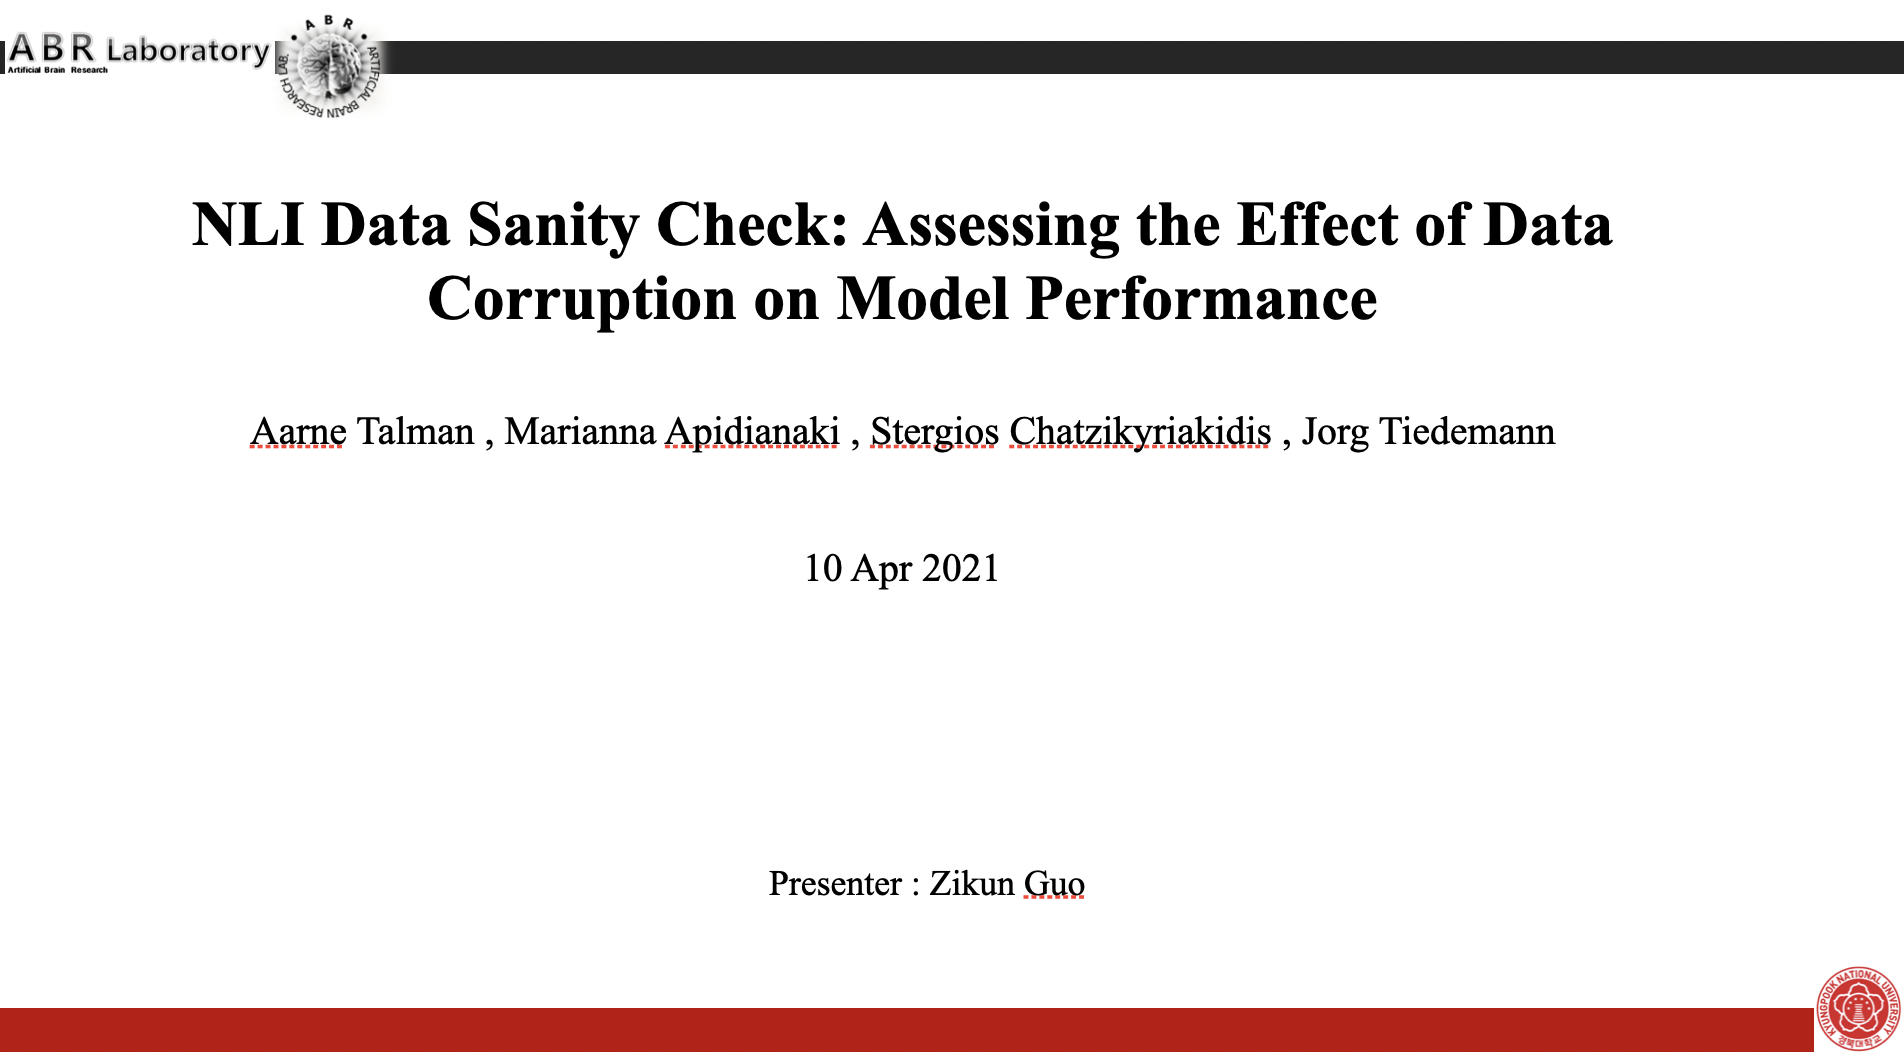 ABR Laboratory
Artificial Brain Research
A B R
ARTIFICIAL BRAIN RESEARCH LAB.
NLI Data Sanity Check: Assessing the Effect of Data
Corruption on Model Performance
Aarne Talman , Marianna Apidianaki , Stergios Chatzikyriakidis , Jorg Tiedemann
10 Apr 2021
Presenter : Zikun Guo
KYUNGPOOK NATIONAL UNIVERSITY
경북대학교